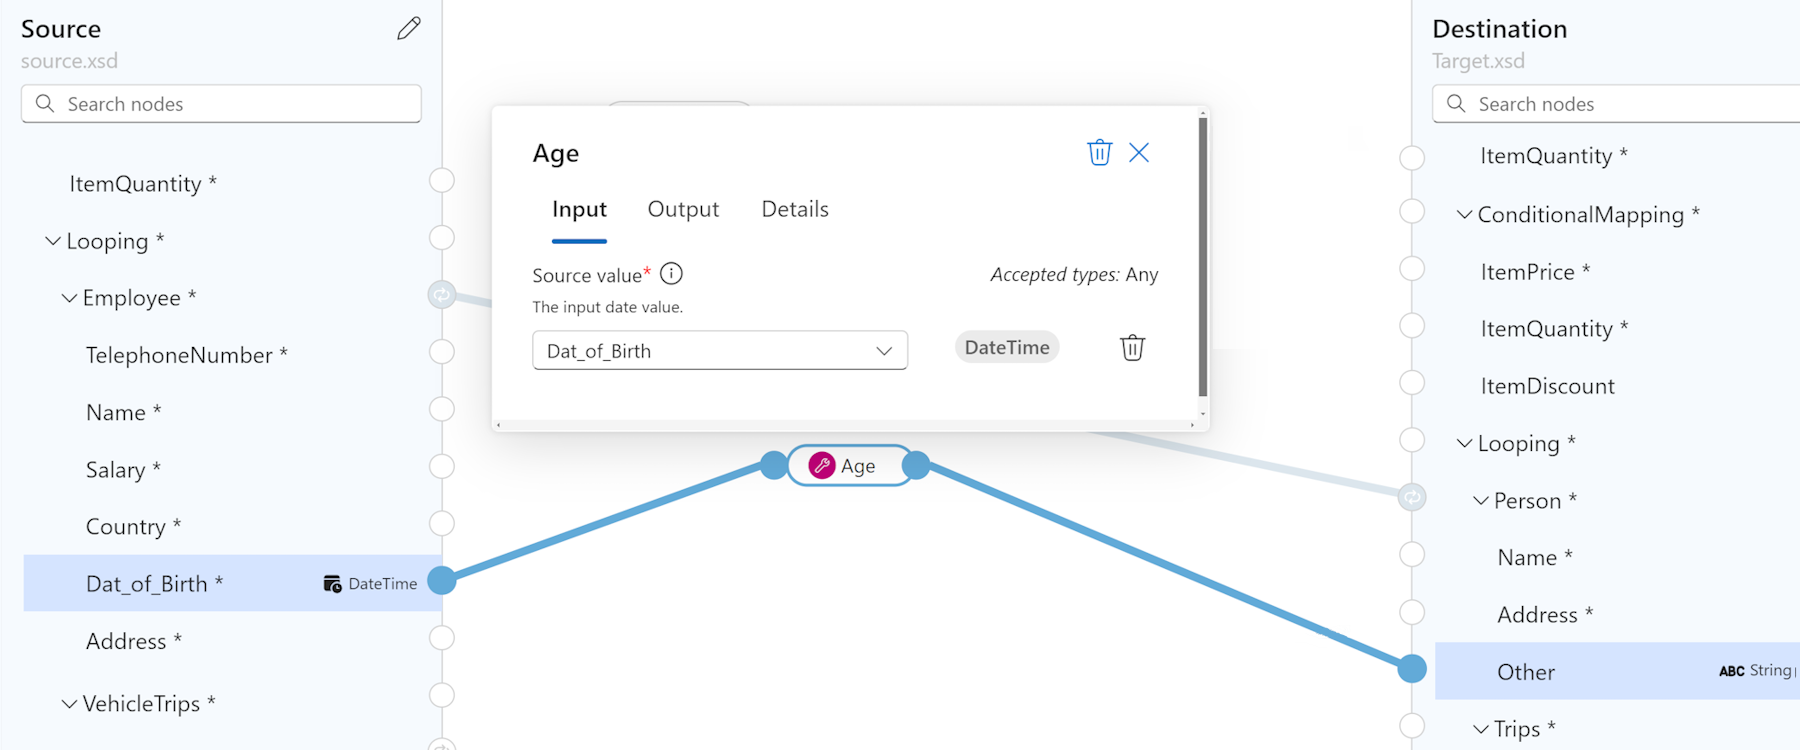 Source
source.xsd
Search nodes
ItemQuantity *
Looping *
Employee *
TelephoneNumber *
Name *
Salary *
Country *
Dat_of_Birth * DateTime
Address *
VehicleTrips *
Age
Input Output Details
Source value* Accepted types: Any
The input date value.
Dat_of_Birth DateTime
Age
Destination
Target.xsd
Search nodes
ItemQuantity *
ConditionalMapping *
ItemPrice *
ItemQuantity *
ItemDiscount
Looping *
Person *
Name *
Address *
Other ABC String
Trips *